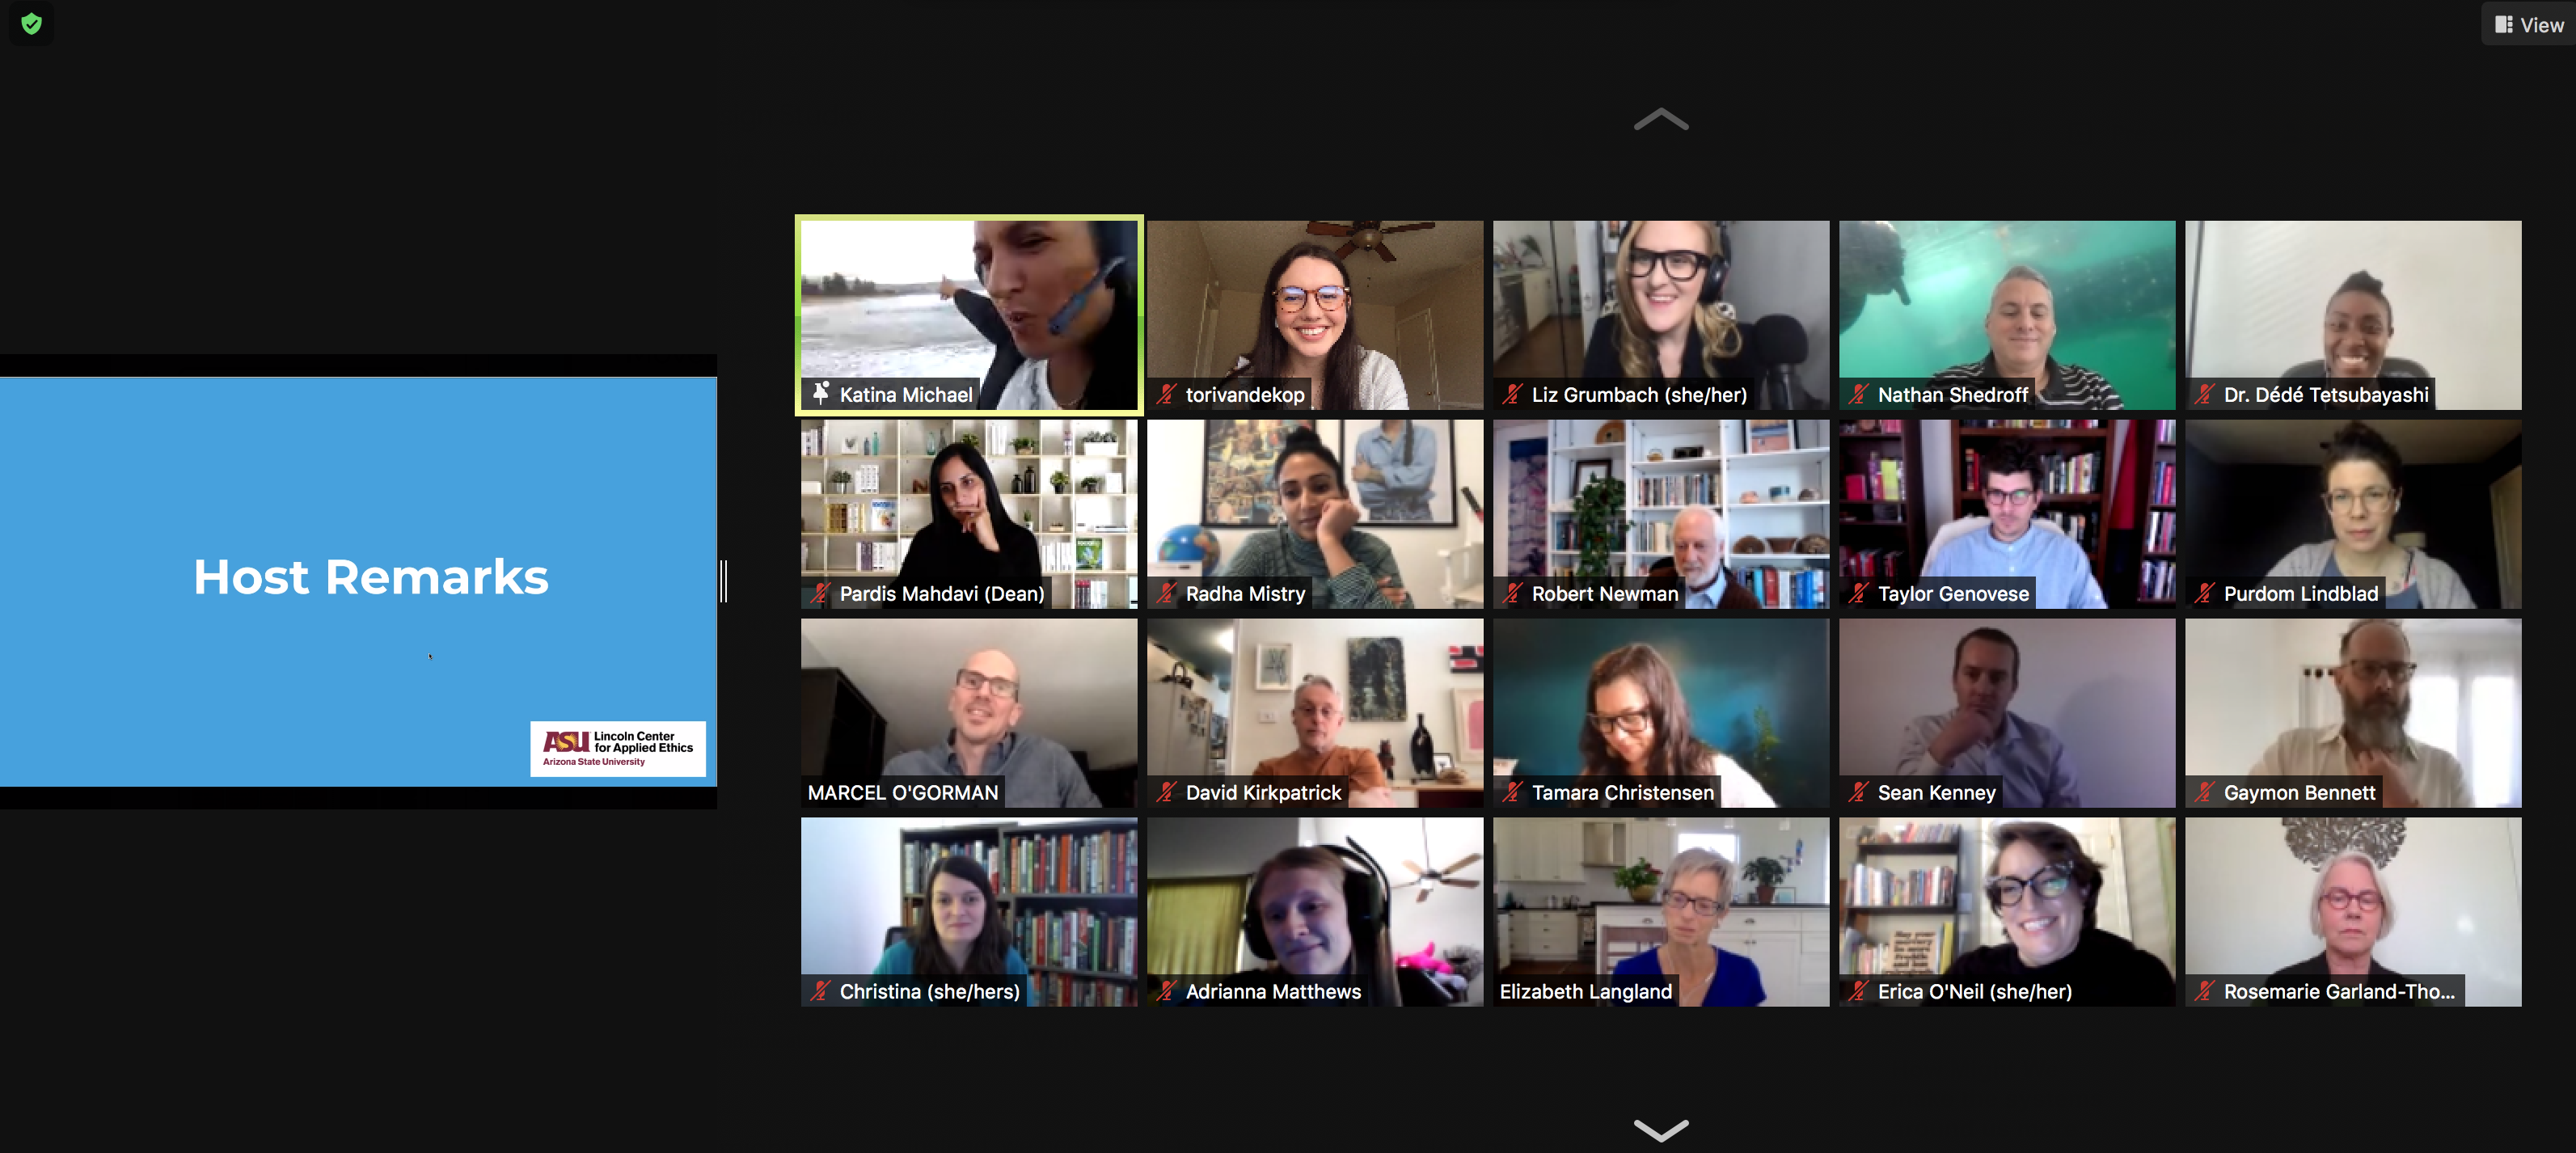 View
Host Remarks
ASU Lincoln Center
for Applied Ethics
Arizona State University
Katina Michael
torivandekop
Liz Grumbach (she/her)
Nathan Shedroff
Dr. Dédé Tetsubayashi
Pardis Mahdavi (Dean)
Radha Mistry
Robert Newman
Taylor Genovese
Purdom Lindblad
MARCEL O'GORMAN
David Kirkpatrick
Tamara Christensen
Sean Kenney
Gaymon Bennett
Christina (she/hers)
Adrianna Matthews
Elizabeth Langland
Erica O'Neil (she/her)
Rosemarie Garland-Tho...